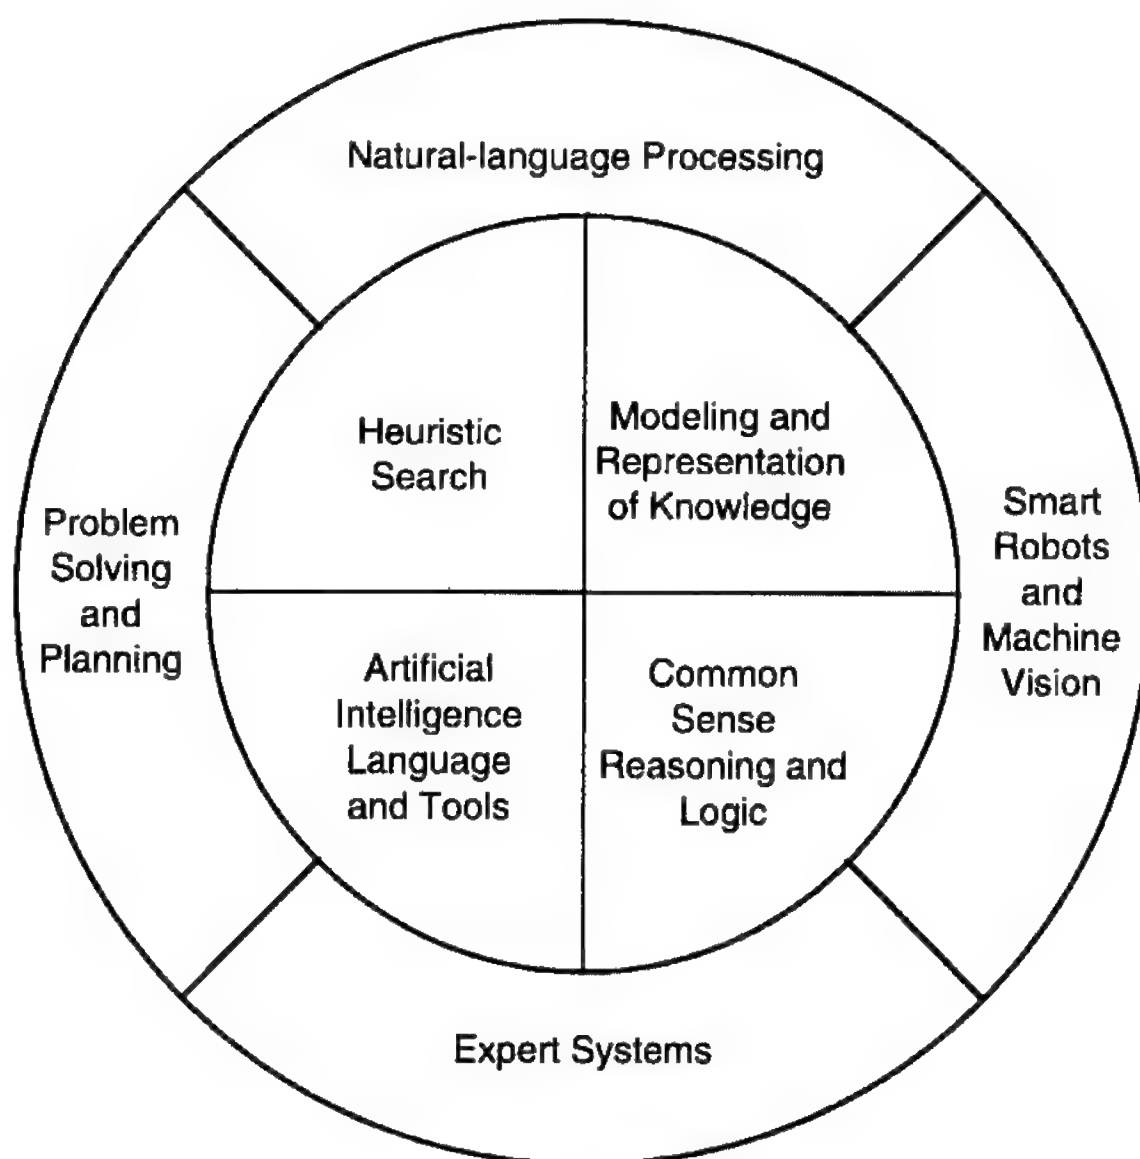 Natural-language Processing
Heuristic
Search
Modeling and
Representation
of Knowledge
Problem
Solving
and
Planning
Smart
Robots
and
Machine
Vision
Artificial
Intelligence
Language
and Tools
Common
Sense
Reasoning and
Logic
Expert Systems